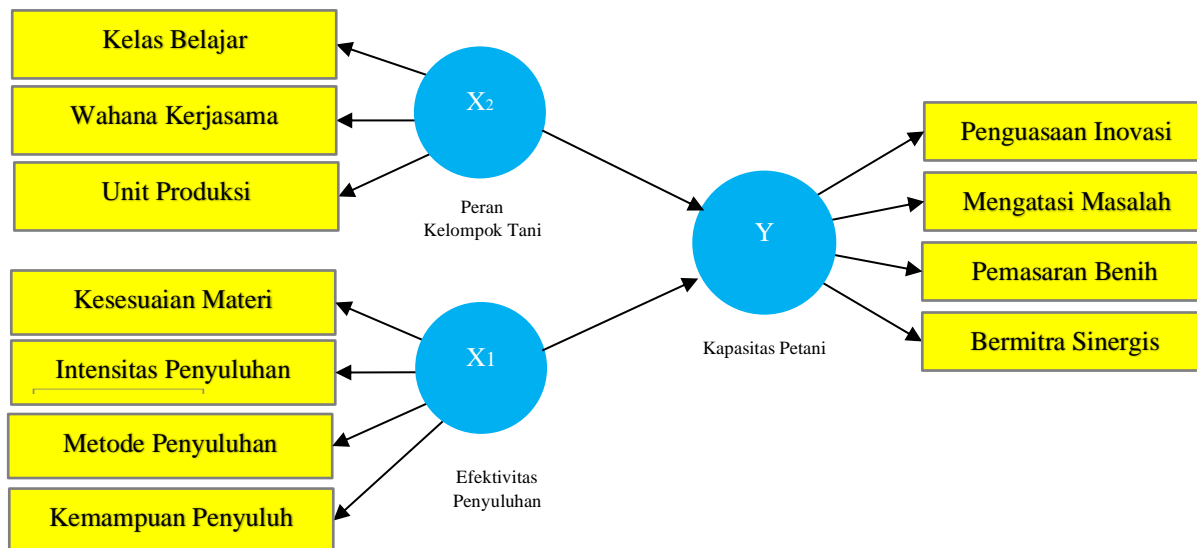 Kelas Belajar
Wahana Kerjasama
Unit Produksi
X2
Peran
Kelompok Tani
Kesesuaian Materi
Intensitas Penyuluhan
Metode Penyuluhan
Kemampuan Penyuluh
X1
Efektivitas
Penyuluhan
Y
Kapasitas Petani
Penguasaan Inovasi
Mengatasi Masalah
Pemasaran Benih
Bermitra Sinergis